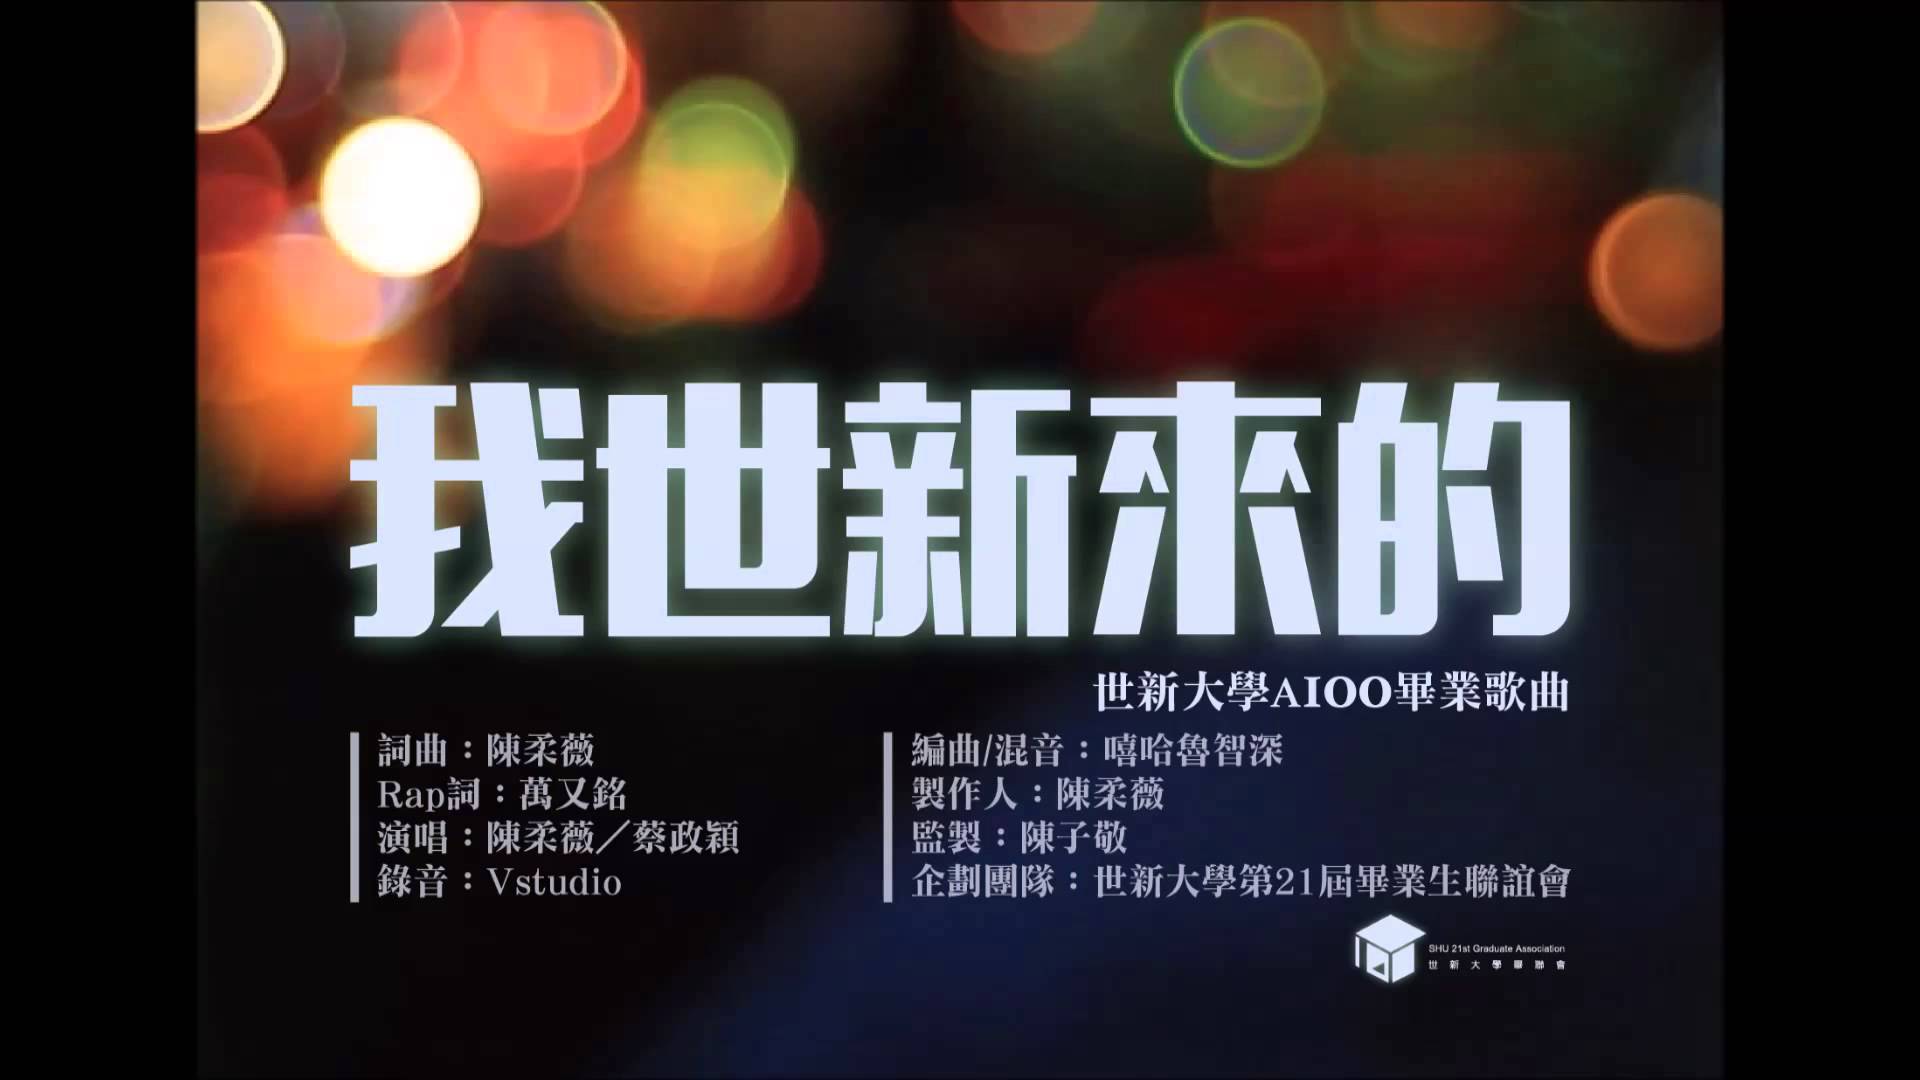 我世新來的
世新大學AIOO畢業歌曲
詞曲：陳柔薇
Rap詞：萬又銘
演唱：陳柔薇／蔡政穎
錄音：Vstudio
編曲/混音：嘻哈魯智深
製作人：陳柔薇
監製：陳子敬
企劃團隊：世新大學第21屆畢業生聯誼會
SHU 21st Graduate Association
世新大學畢聯會